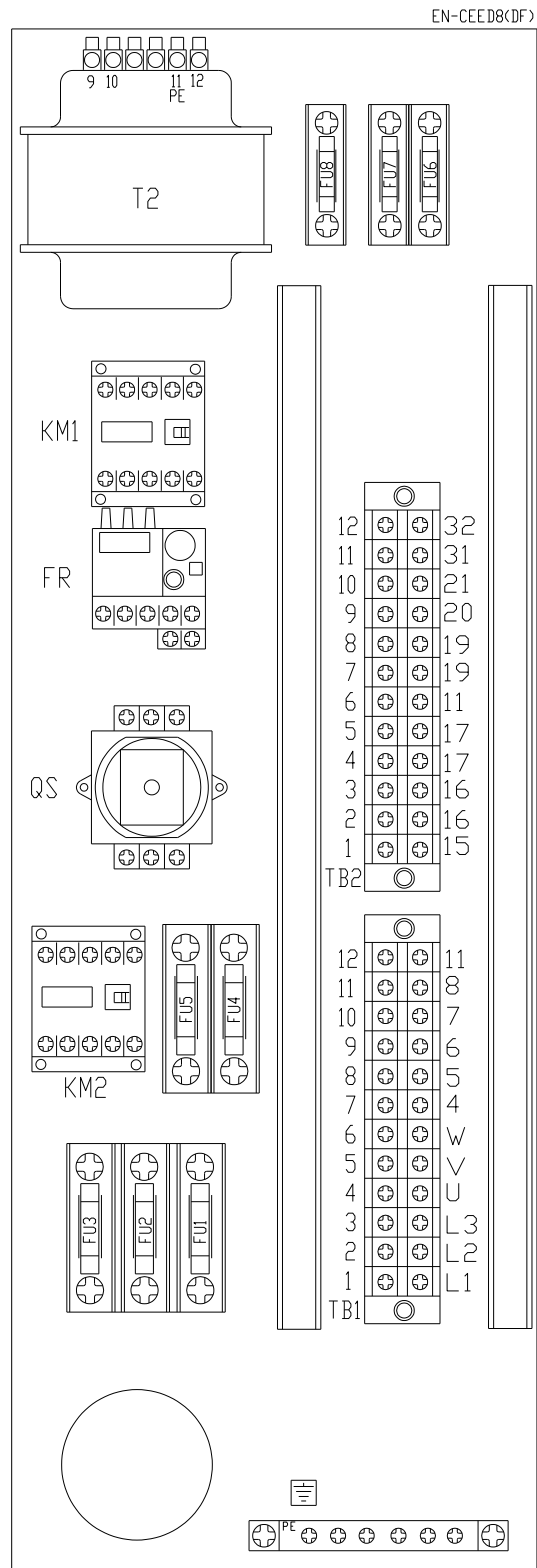 EN-CEED8(DF)
9 10 11 12
PE
T2
FU8 FU7 FU6
KM1
FR
12 32
11 31
10 21
9 20
8 19
7 19
6 11
5 17
4 17
3 16
2 16
1 15
TB2
QS
12 11
11 8
10 7
9 6
8 5
7 4
6 W
5 V
4 U
3 L3
2 L2
1 L1
TB1
FU5 FU4
KM2
FU3 FU2 FU1
PE